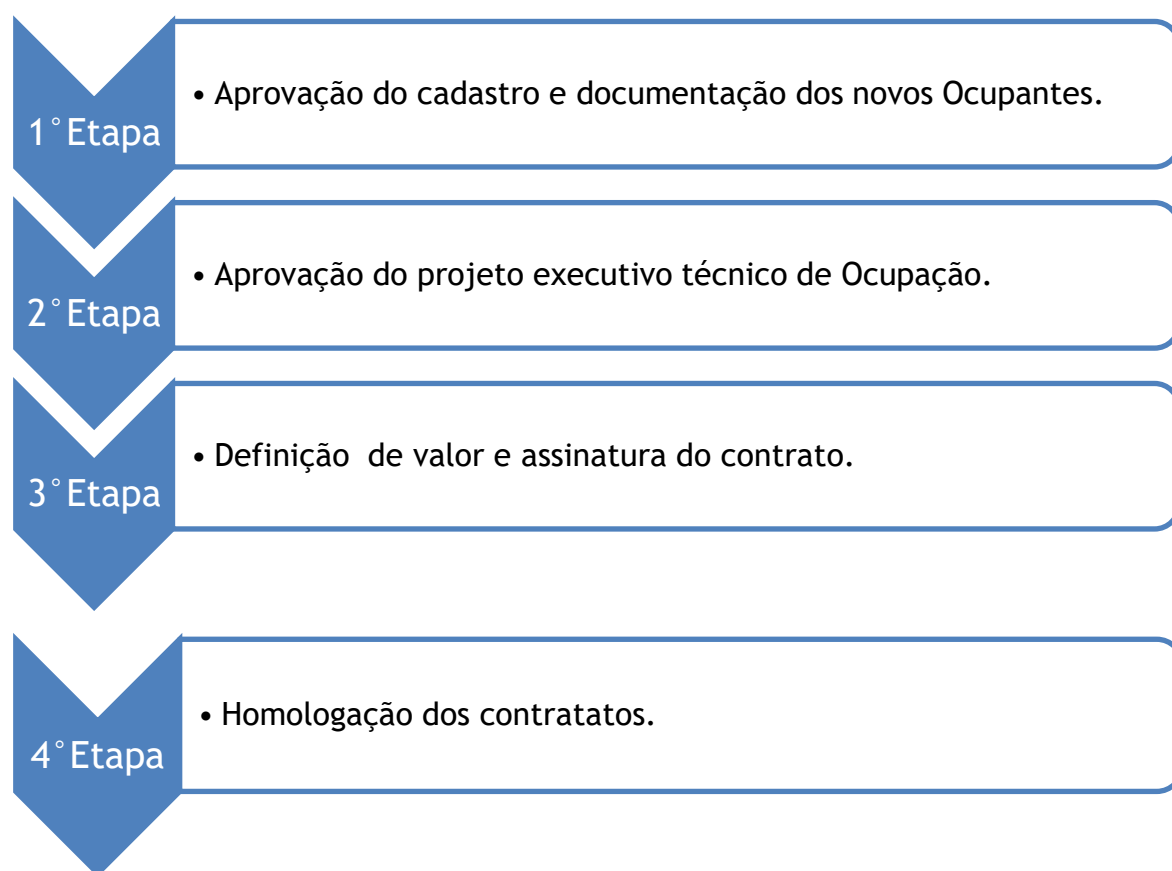 1°Etapa
• Aprovação do cadastro e documentação dos novos Ocupantes.
2°Etapa
• Aprovação do projeto executivo técnico de Ocupação.
3°Etapa
• Definição  de valor e assinatura do contrato.
4°Etapa
• Homologação dos contratatos.